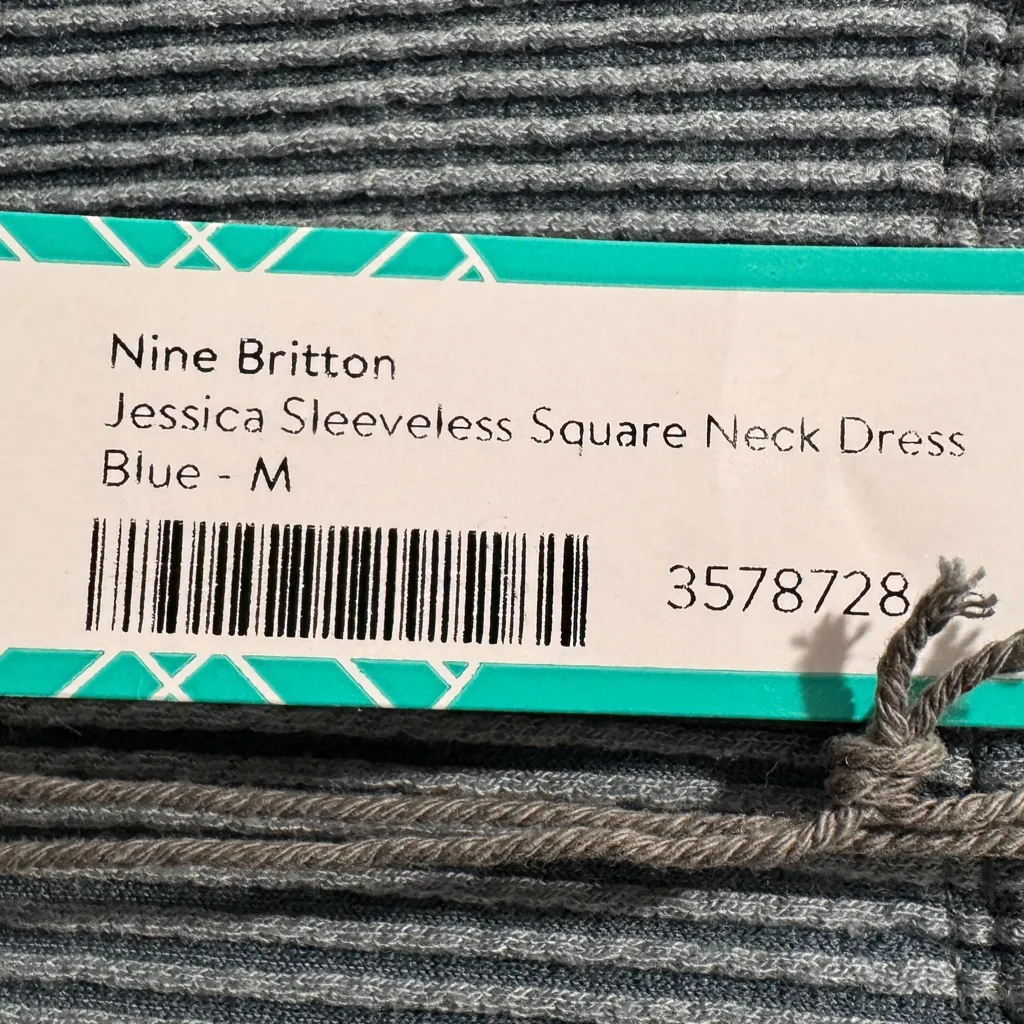 Nine Britton
Jessica Sleeveless Square Neck Dress
Blue - M
3578728